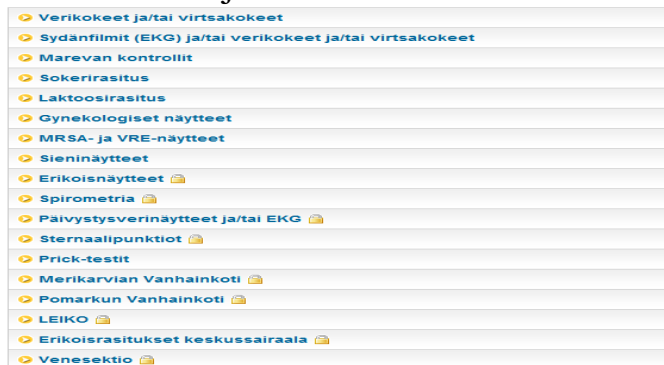 Verikokeet ja/tai virtsakokeet
Sydänfilmit (EKG) ja/tai verikokeet ja/tai virtsakokeet
Marevan kontrollit
Sokerirasitus
Laktoosirasitus
Gynekologiset näytteet
MRSA- ja VRE-näytteet
Sieninäytteet
Erikoisnäytteet
Spirometria
Päivystysverinäytteet ja/tai EKG
Sternaalipunktiot
Prick-testit
Merikarvian Vanhainkoti
Pomarkun Vanhainkoti
LEIKO
Erikoisrasitukset keskussairaala
Venesektio